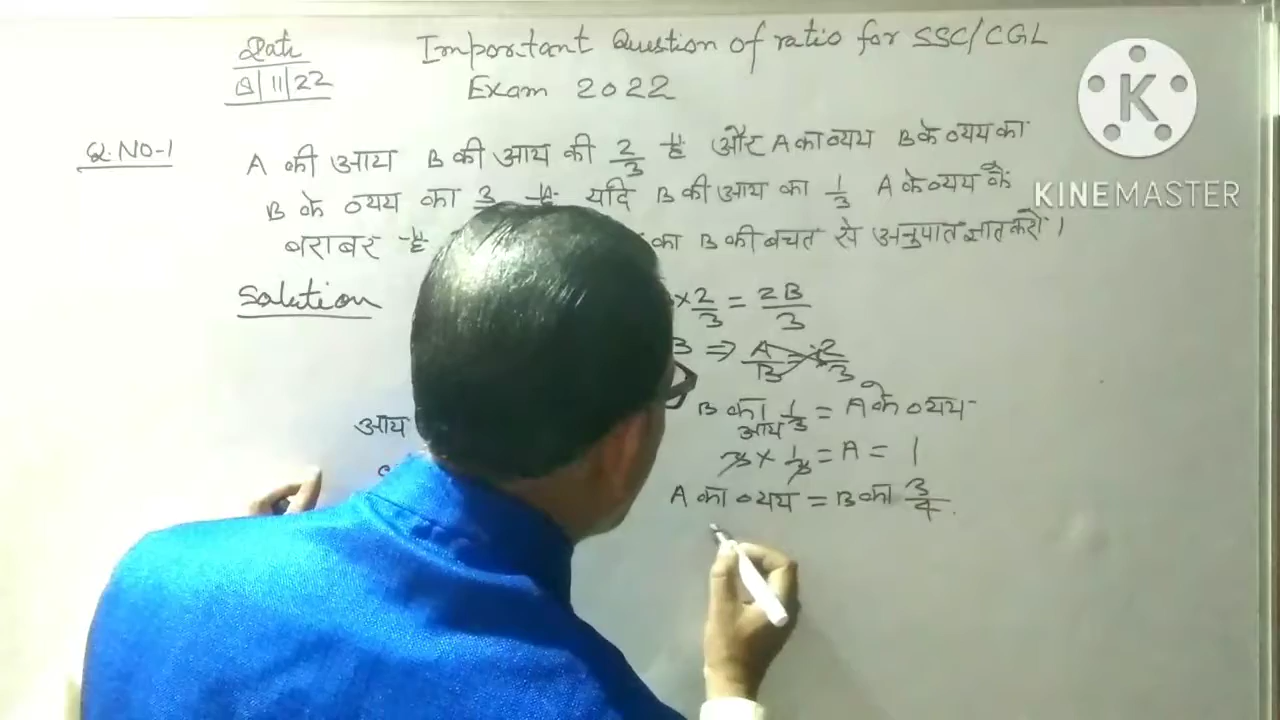 Date
Important Question of ratio for SSC/CGL
8/11/22
Exam 2022
K
KINEMASTER
Q.NO-1
A की आय B की आय की 2/3 है और A का व्यय B के व्यय का
B के व्यय का 3 है यदि B की आय का 1/3 A के व्यय के
बराबर है का B की बचत से अनुपात ज्ञात करो।
Solution
× 2/3 = 2B/3
B ⇒ A/B = 2/3
आय B का 1/3 = A के व्यय
आय
3 × 1/3 = A = 1
A का व्यय = B का 3/4